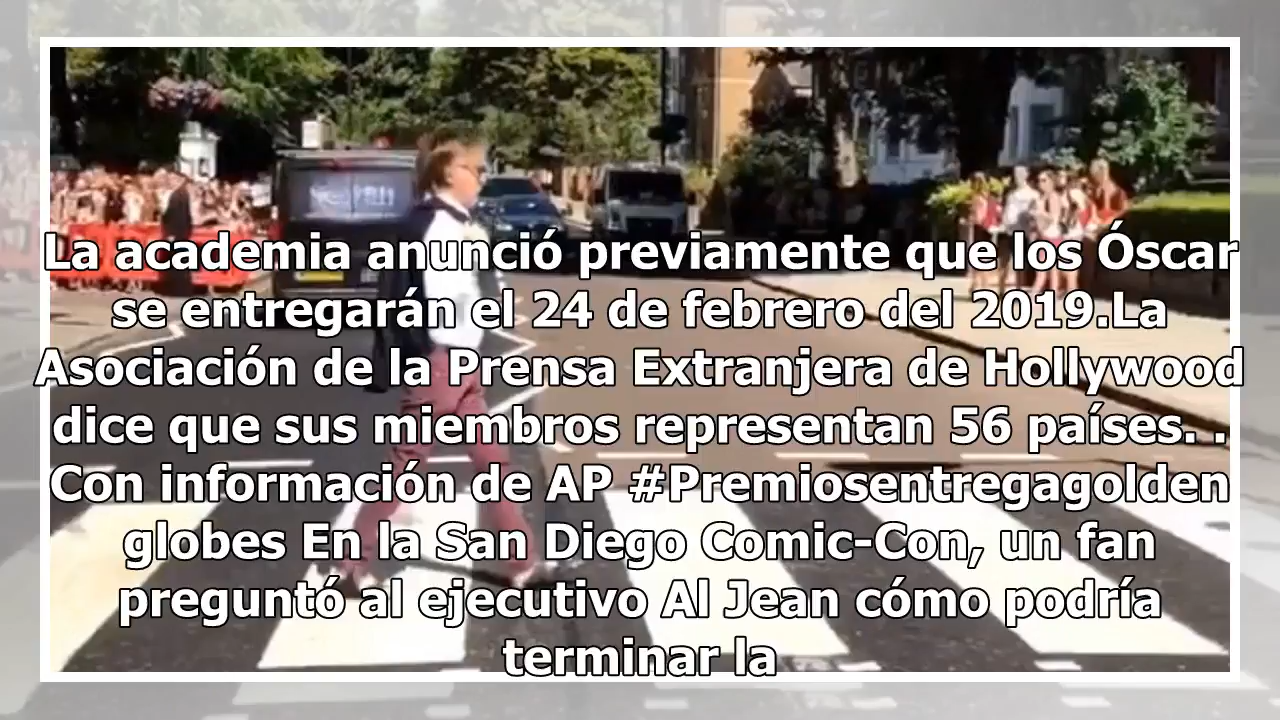 La academia anunció previamente que los Óscar
se entregarán el 24 de febrero del 2019.La
Asociación de la Prensa Extranjera de Hollywood
dice que sus miembros representan 56 países. .
Con información de AP #Premiosentregagolden
globes En la San Diego Comic-Con, un fan
preguntó al ejecutivo Al Jean cómo podría
terminar la